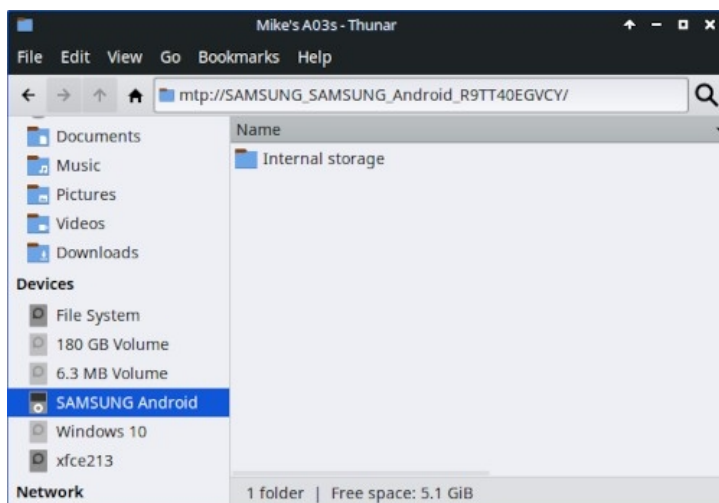 Mike's A03s - Thunar
File Edit View Go Bookmarks Help
mtp://SAMSUNG_SAMSUNG_Android_R9TT40EGVCY/
Documents
Music
Pictures
Videos
Downloads
Devices
File System
180 GB Volume
6.3 MB Volume
SAMSUNG Android
Windows 10
xfce213
Network
Name
Internal storage
1 folder | Free space: 5.1 GiB